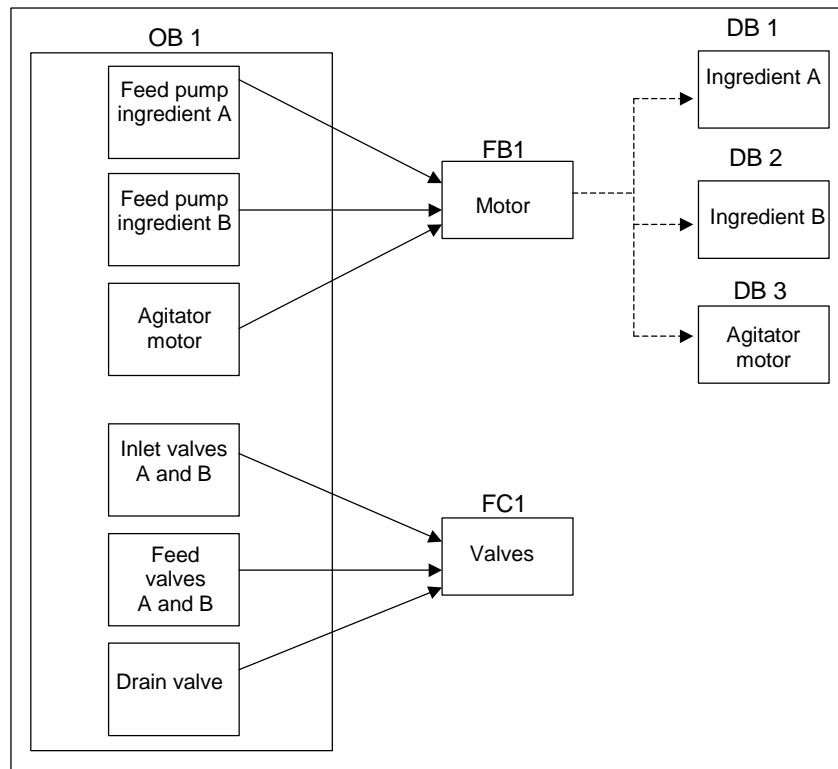 OB 1
Feed pump
ingredient A
Feed pump
ingredient B
Agitator
motor
Inlet valves
A and B
Feed
valves
A and B
Drain valve
FB1
Motor
FC1
Valves
DB 1
Ingredient A
DB 2
Ingredient B
DB 3
Agitator
motor